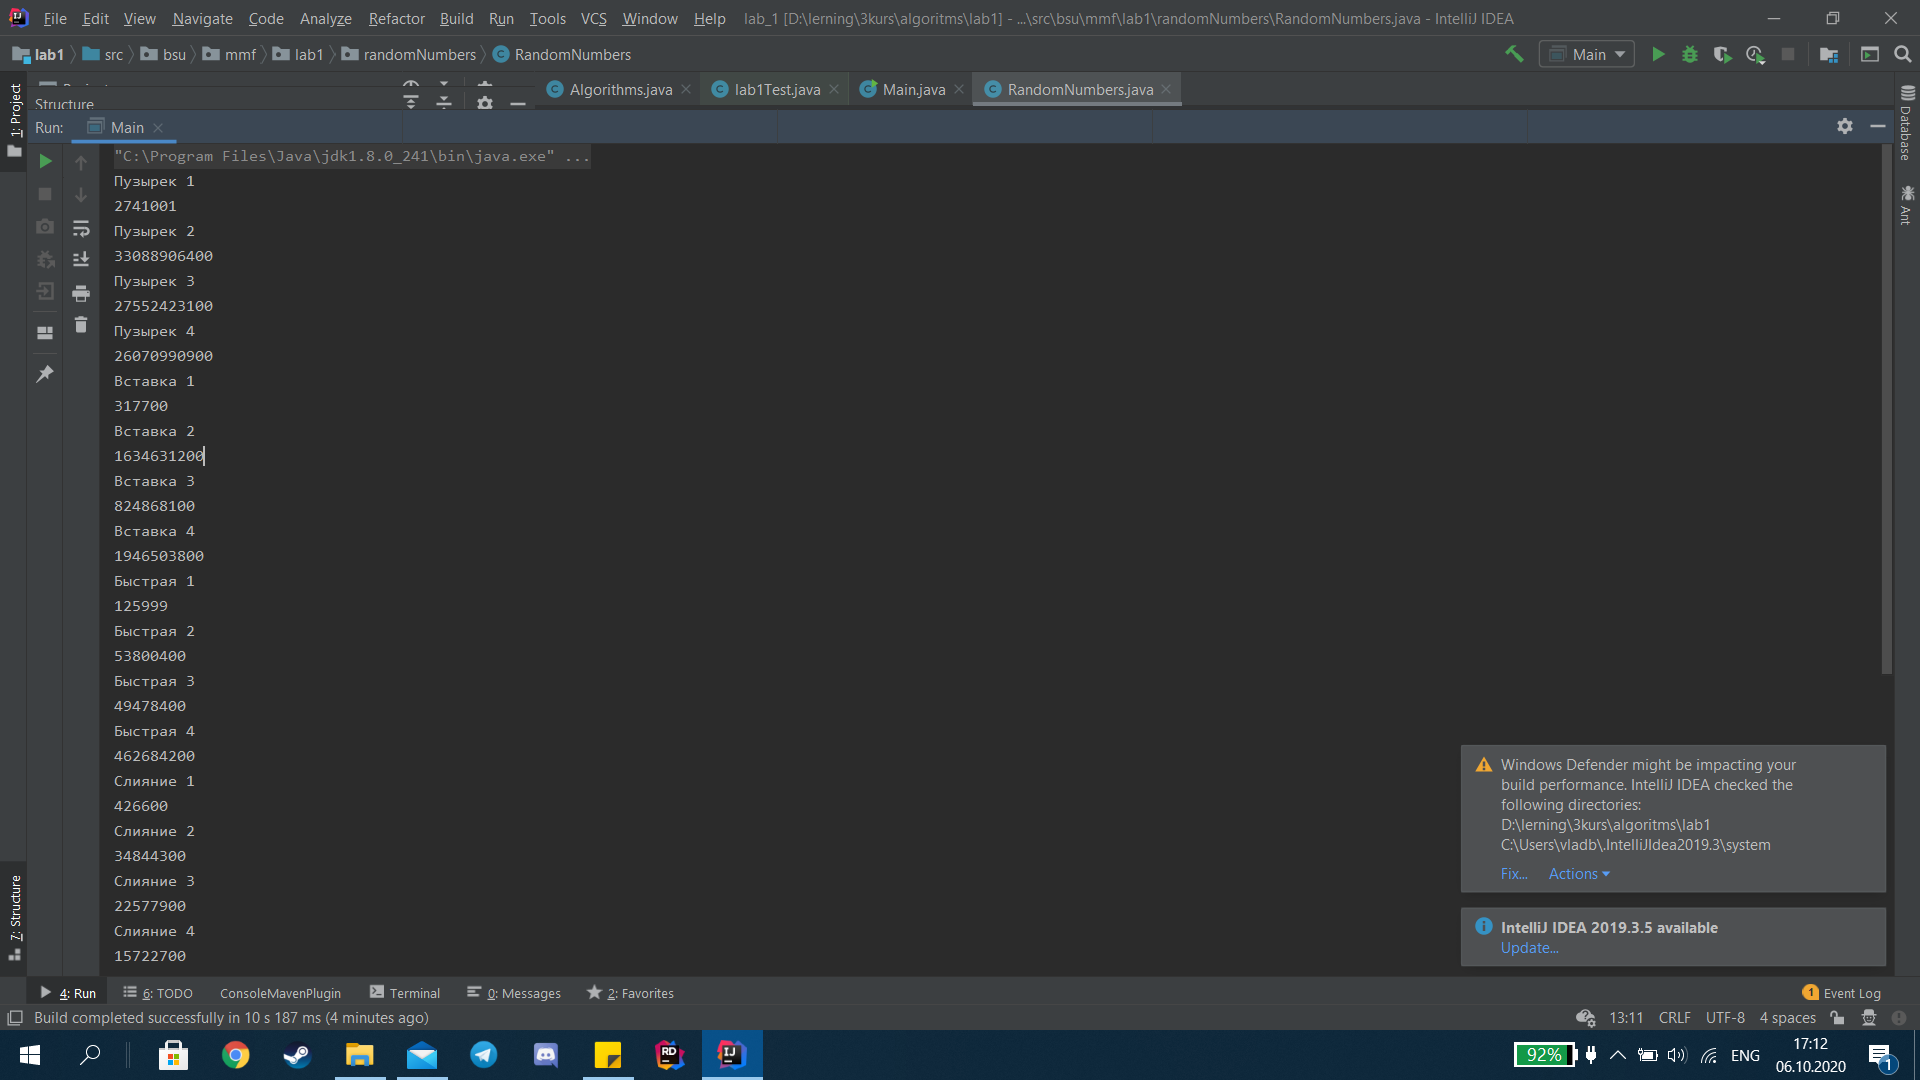 File Edit View Navigate Code Analyze Refactor Build Run Tools VCS Window Help lab_1 [D:\lerning\3kurs\algoritms\lab1] - ...\src\bsu\mmf\lab1\randomNumbers\RandomNumbers.java - IntelliJ IDEA
lab1 src bsu mmf lab1 randomNumbers RandomNumbers Main
1: Project
Structure
Algorithms.java lab1Test.java Main.java RandomNumbers.java
Database
Ant
Run: Main
"C:\Program Files\Java\jdk1.8.0_241\bin\java.exe" ...
Пузырек 1
2741001
Пузырек 2
33088906400
Пузырек 3
27552423100
Пузырек 4
26070990900
Вставка 1
317700
Вставка 2
1634631200
Вставка 3
824868100
Вставка 4
1946503800
Быстрая 1
125999
Быстрая 2
53800400
Быстрая 3
49478400
Быстрая 4
462684200
Слияние 1
426600
Слияние 2
34844300
Слияние 3
22577900
Слияние 4
15722700
Windows Defender might be impacting your
build performance. IntelliJ IDEA checked the
following directories:
D:\lerning\3kurs\algoritms\lab1
C:\Users\vladb\.IntelliJIdea2019.3\system
Fix... Actions
IntelliJ IDEA 2019.3.5 available
Update...
7: Structure
4: Run 6: TODO ConsoleMavenPlugin Terminal 0: Messages 2: Favorites 1 Event Log
Build completed successfully in 10 s 187 ms (4 minutes ago) 13:11 CRLF UTF-8 4 spaces
92% ENG 17:12
06.10.2020
1